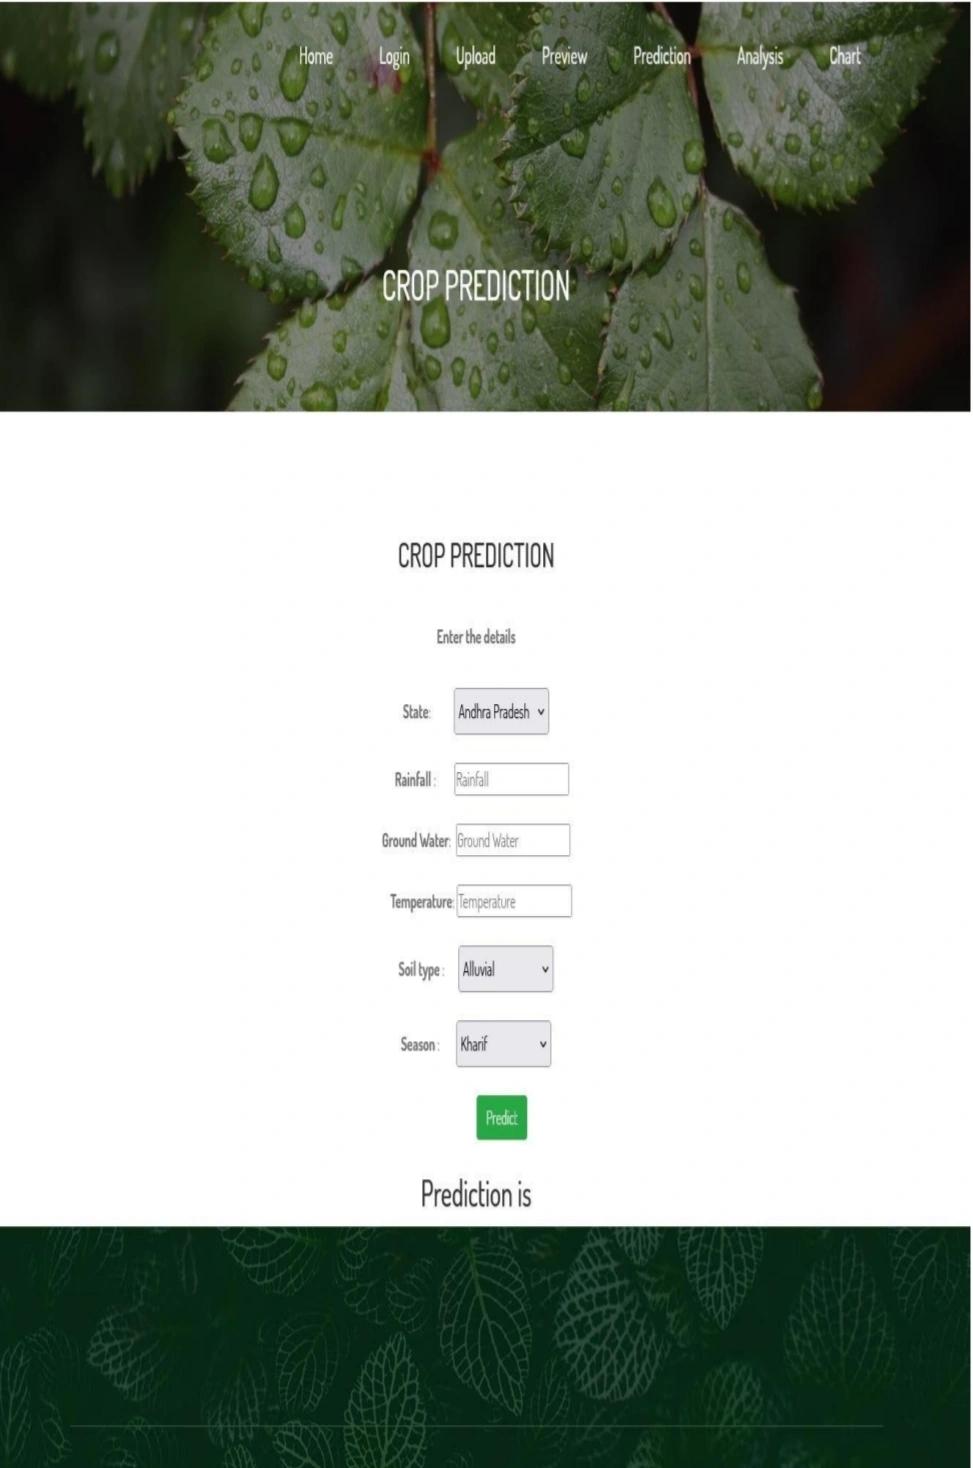 Home Login Upload Preview Prediction Analysis Chart
CROP PREDICTION
CROP PREDICTION
Enter the details
State: Andhra Pradesh
Rainfall : Rainfall
Ground Water: Ground Water
Temperature: Temperature
Soil type : Alluvial
Season : Kharif
Predict
Prediction is